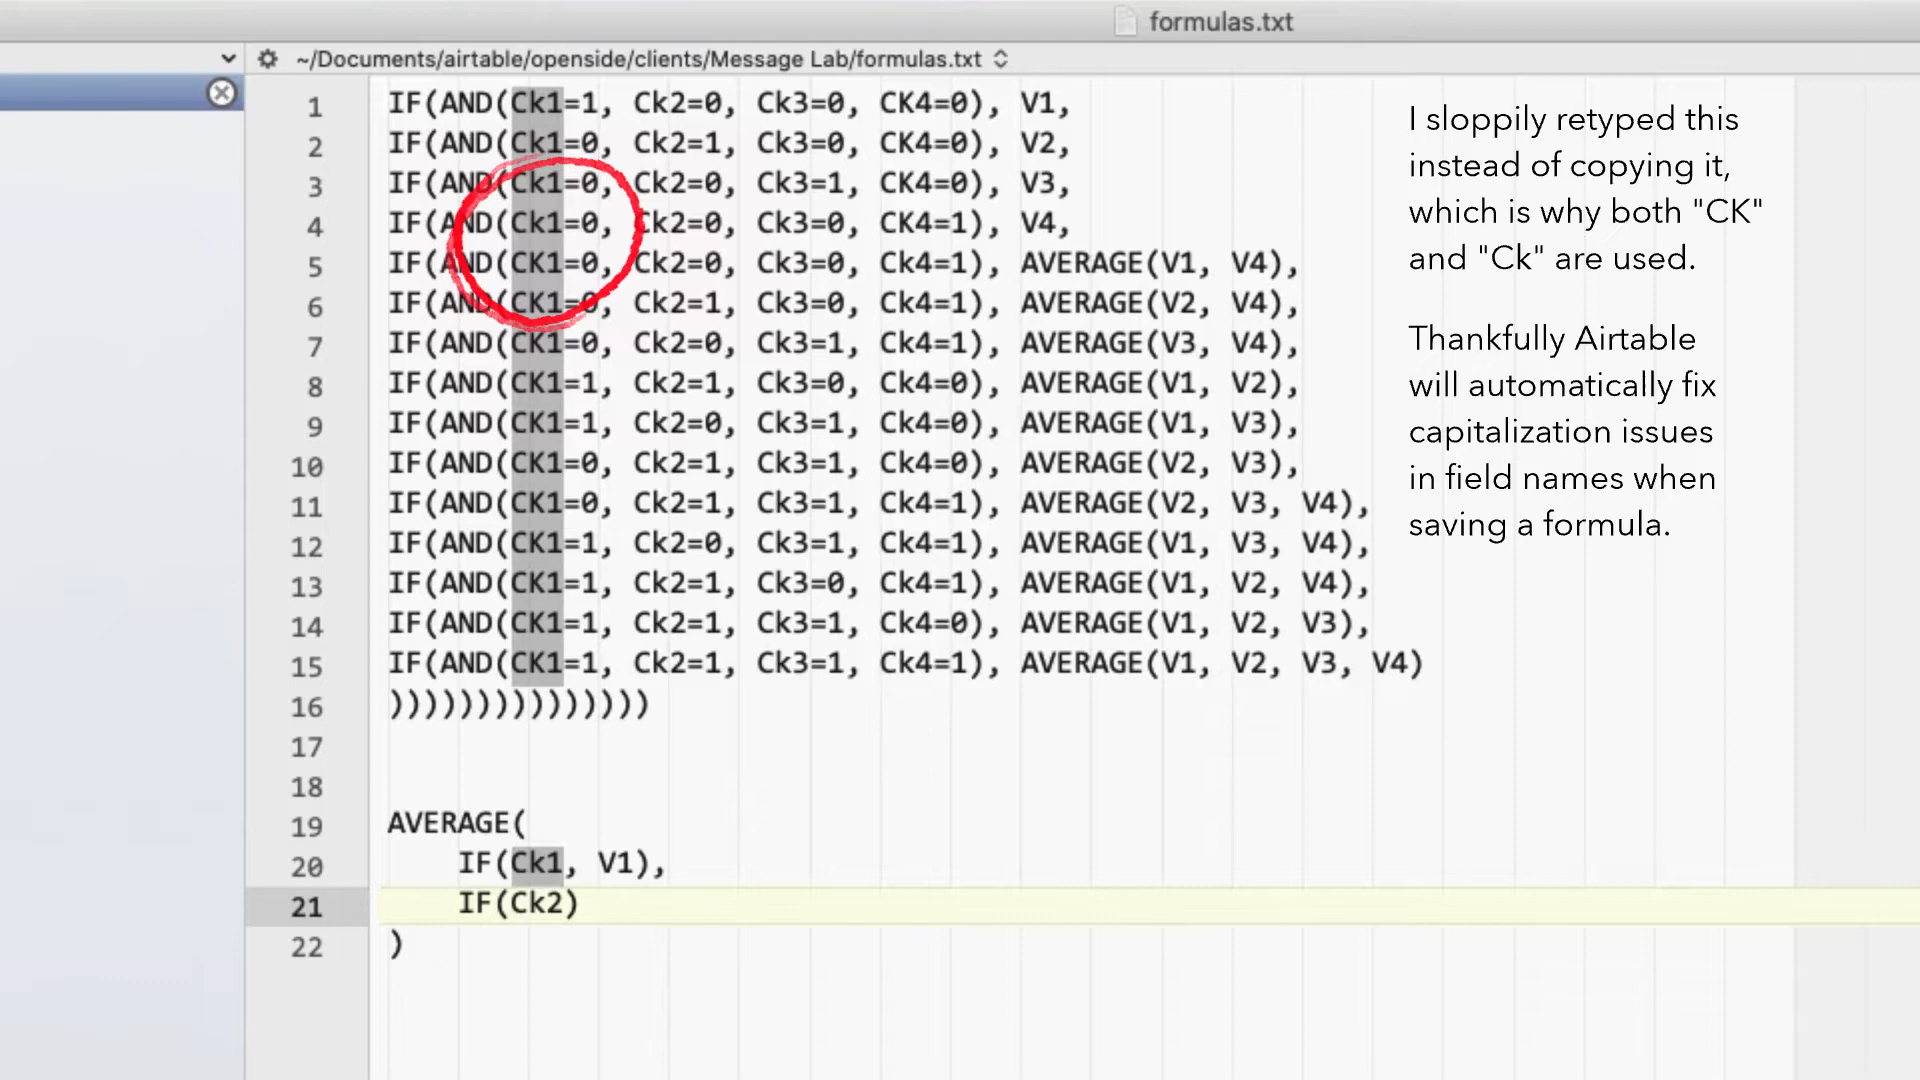 formulas.txt
~/Documents/airtable/openside/clients/Message Lab/formulas.txt
1 IF(AND(Ck1=1, Ck2=0, Ck3=0, CK4=0), V1,
2 IF(AND(Ck1=0, Ck2=1, Ck3=0, CK4=0), V2,
3 IF(AND(Ck1=0, Ck2=0, Ck3=1, CK4=0), V3,
4 IF(AND(Ck1=0, Ck2=0, Ck3=0, CK4=1), V4,
5 IF(AND(CK1=0, Ck2=0, Ck3=0, Ck4=1), AVERAGE(V1, V4),
6 IF(AND(CK1=0, Ck2=1, Ck3=0, Ck4=1), AVERAGE(V2, V4),
7 IF(AND(CK1=0, Ck2=0, Ck3=1, Ck4=1), AVERAGE(V3, V4),
8 IF(AND(CK1=1, Ck2=1, Ck3=0, Ck4=0), AVERAGE(V1, V2),
9 IF(AND(CK1=1, Ck2=0, Ck3=1, Ck4=0), AVERAGE(V1, V3),
10 IF(AND(CK1=0, Ck2=1, Ck3=1, Ck4=0), AVERAGE(V2, V3),
11 IF(AND(CK1=0, Ck2=1, Ck3=1, Ck4=1), AVERAGE(V2, V3, V4),
12 IF(AND(CK1=1, Ck2=0, Ck3=1, Ck4=1), AVERAGE(V1, V3, V4),
13 IF(AND(CK1=1, Ck2=1, Ck3=0, Ck4=1), AVERAGE(V1, V2, V4),
14 IF(AND(CK1=1, Ck2=1, Ck3=1, Ck4=0), AVERAGE(V1, V2, V3),
15 IF(AND(CK1=1, Ck2=1, Ck3=1, Ck4=1), AVERAGE(V1, V2, V3, V4)
16 )))))))))))))))
17
18
19 AVERAGE(
20 IF(Ck1, V1),
21 IF(Ck2)
22 )
I sloppily retyped this
instead of copying it,
which is why both "CK"
and "Ck" are used.
Thankfully Airtable
will automatically fix
capitalization issues
in field names when
saving a formula.